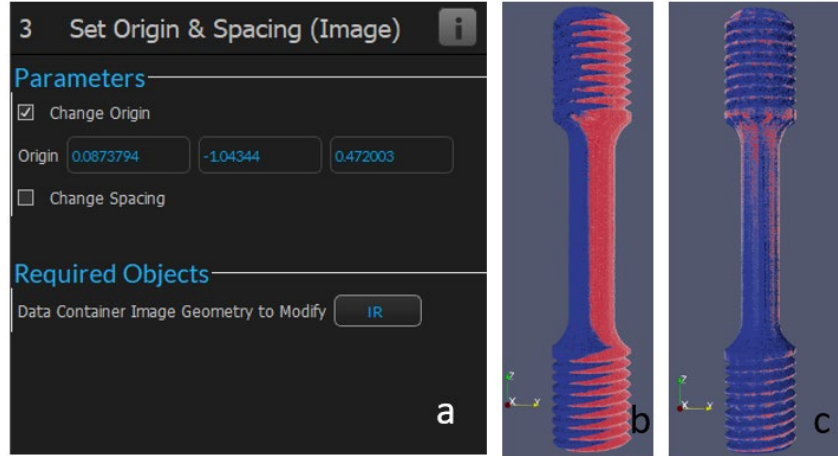 3 Set Origin & Spacing (Image) i
Parameters
Change Origin
Origin 0.0873794 -1.04344 0.472003
Change Spacing
Required Objects
Data Container Image Geometry to Modify IR
a
Z
X Y
b
Z
X Y
c